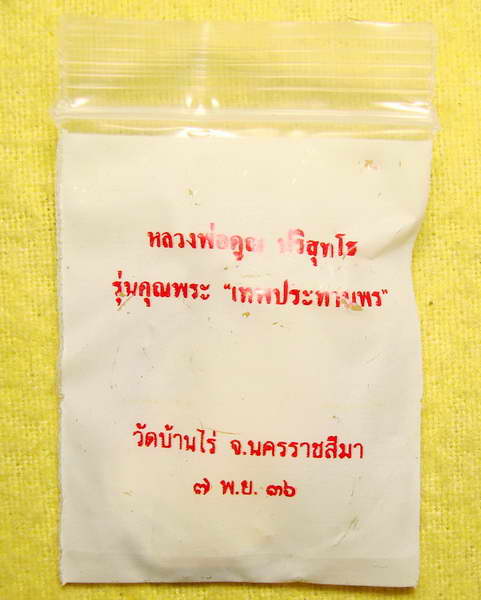 หลวงพ่อคูณ ปริสุทโธ
รุ่นคุณพระ "เทพประทานพร"
วัดบ้านไร่ จ.นครราชสีมา
๗ พ.ย. ๓๖